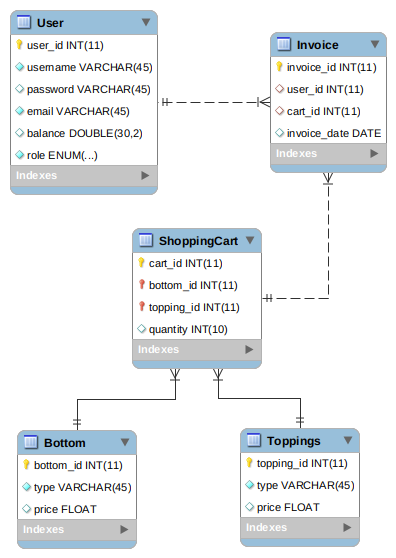 User
user_id INT(11)
username VARCHAR(45)
password VARCHAR(45)
email VARCHAR(45)
balance DOUBLE(30,2)
role ENUM(...)
Indexes
Invoice
invoice_id INT(11)
user_id INT(11)
cart_id INT(11)
invoice_date DATE
Indexes
ShoppingCart
cart_id INT(11)
bottom_id INT(11)
topping_id INT(11)
quantity INT(10)
Indexes
Bottom
bottom_id INT(11)
type VARCHAR(45)
price FLOAT
Indexes
Toppings
topping_id INT(11)
type VARCHAR(45)
price FLOAT
Indexes